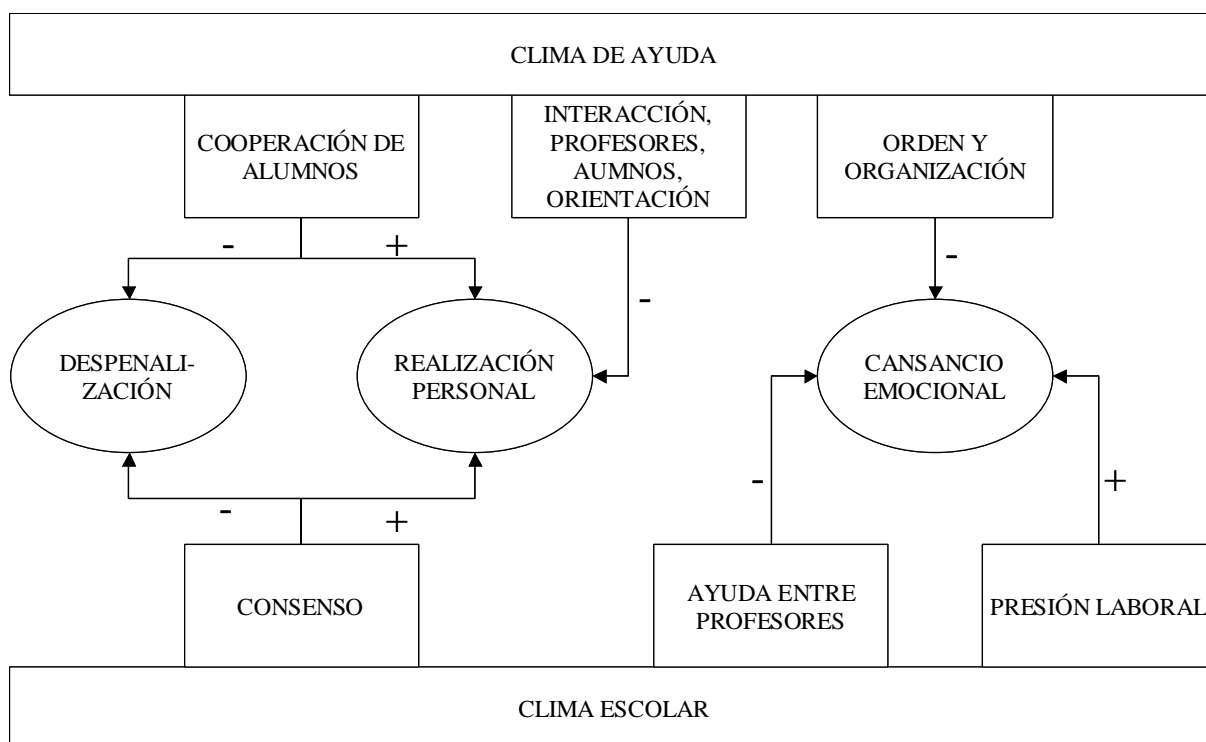 CLIMA DE AYUDA
COOPERACIÓN DE
ALUMNOS
INTERACCIÓN,
PROFESORES,
AUMNOS,
ORIENTACIÓN
ORDEN Y
ORGANIZACIÓN
-
+
-
-
DESPENALI-
ZACIÓN
REALIZACIÓN
PERSONAL
CANSANCIO
EMOCIONAL
-
+
-
+
CONSENSO
AYUDA ENTRE
PROFESORES
PRESIÓN LABORAL
CLIMA ESCOLAR